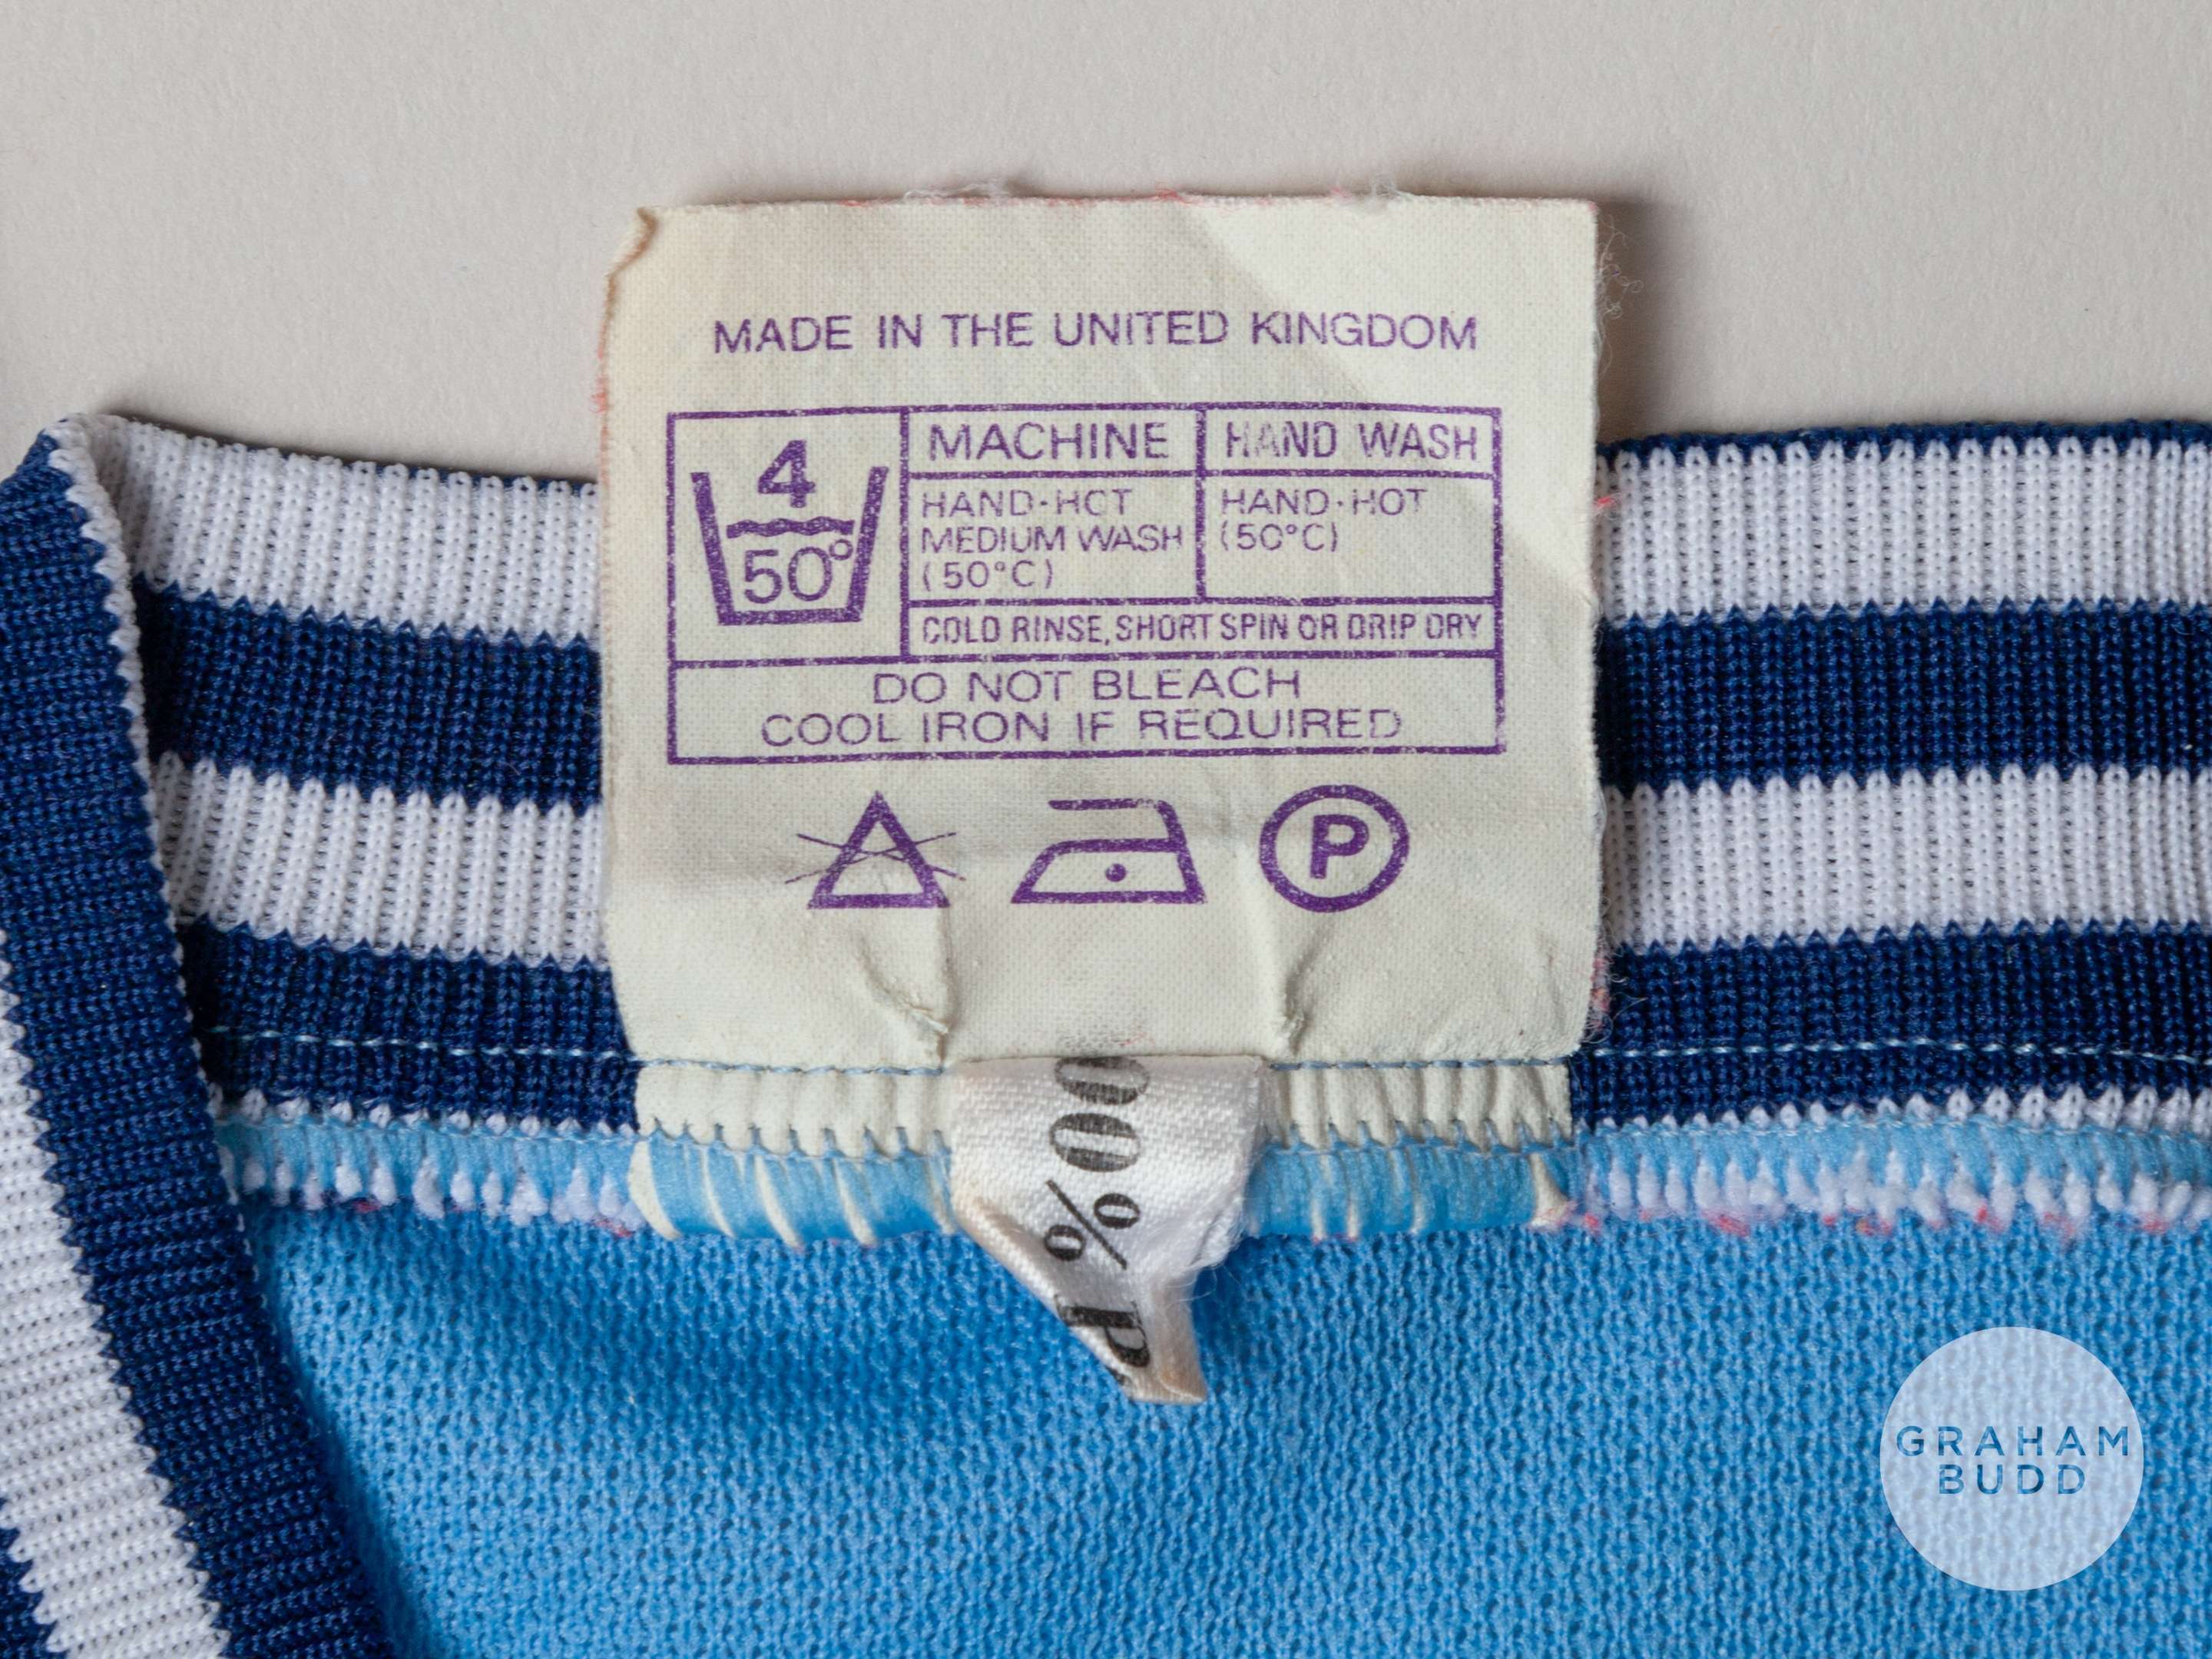 MADE IN THE UNITED KINGDOM
4
50°
MACHINE
HAND WASH
HAND-HOT
MEDIUM WASH
(50°C)
HAND-HOT
(50°C)
COLD RINSE, SHORT SPIN OR DRIP DRY
DO NOT BLEACH
COOL IRON IF REQUIRED
P
00% P
GRAHAM
BUDD